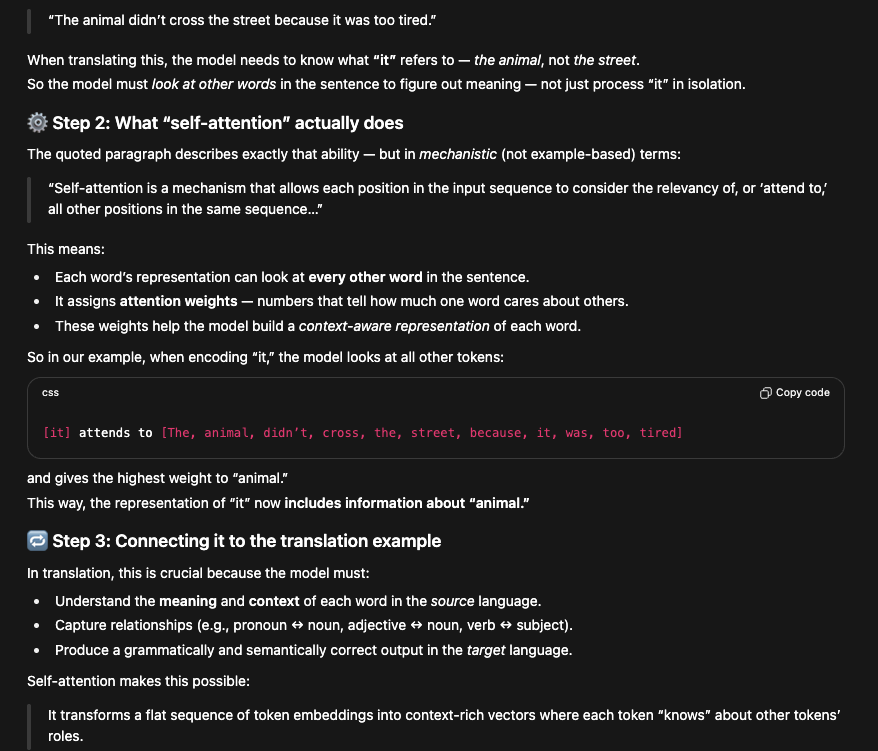 “The animal didn’t cross the street because it was too tired.”
When translating this, the model needs to know what “it” refers to — the animal, not the street.
So the model must look at other words in the sentence to figure out meaning — not just process “it” in isolation.
⚙️ Step 2: What “self-attention” actually does
The quoted paragraph describes exactly that ability — but in mechanistic (not example-based) terms:
“Self-attention is a mechanism that allows each position in the input sequence to consider the relevancy of, or ‘attend to,’
all other positions in the same sequence…”
This means:
• Each word’s representation can look at every other word in the sentence.
• It assigns attention weights — numbers that tell how much one word cares about others.
• These weights help the model build a context-aware representation of each word.
So in our example, when encoding “it,” the model looks at all other tokens:
css Copy code
[it] attends to [The, animal, didn’t, cross, the, street, because, it, was, too, tired]
and gives the highest weight to “animal.”
This way, the representation of “it” now includes information about “animal.”
🔁 Step 3: Connecting it to the translation example
In translation, this is crucial because the model must:
• Understand the meaning and context of each word in the source language.
• Capture relationships (e.g., pronoun ↔ noun, adjective ↔ noun, verb ↔ subject).
• Produce a grammatically and semantically correct output in the target language.
Self-attention makes this possible:
It transforms a flat sequence of token embeddings into context-rich vectors where each token “knows” about other tokens’
roles.